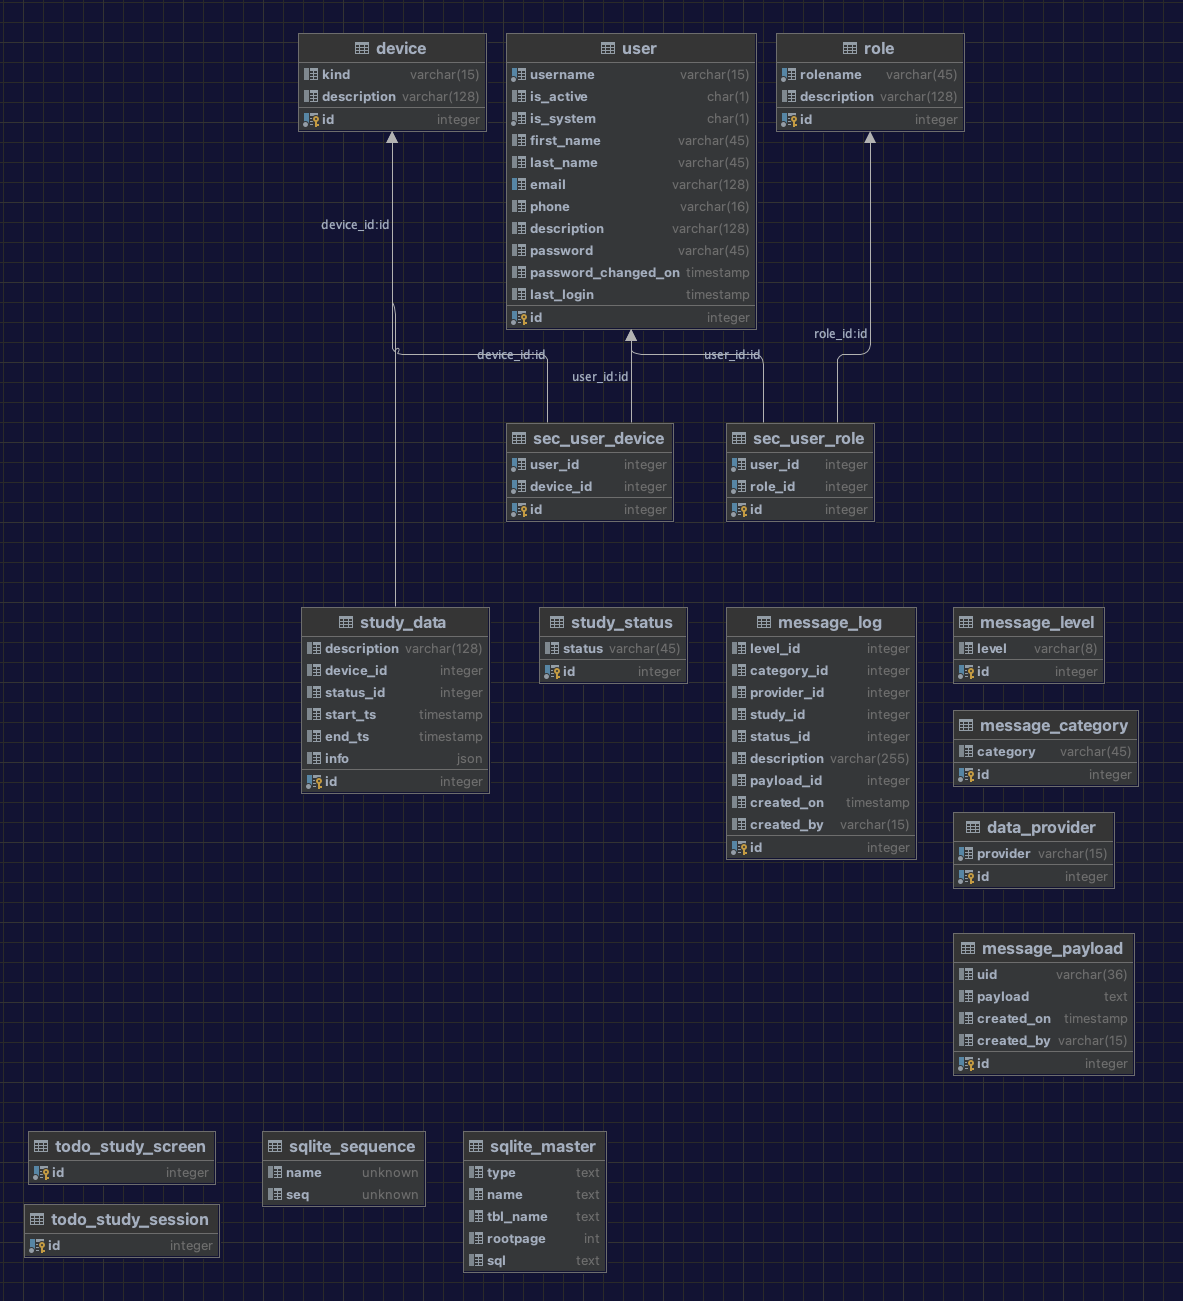 device
kind varchar(15)
description varchar(128)
id integer
user
username varchar(15)
is_active char(1)
is_system char(1)
first_name varchar(45)
last_name varchar(45)
email varchar(128)
phone varchar(16)
description varchar(128)
password varchar(45)
password_changed_on timestamp
last_login timestamp
id integer
role
rolename varchar(45)
description varchar(128)
id integer
device_id:id
role_id:id
device_id:id
user_id:id
user_id:id
sec_user_device
user_id integer
device_id integer
id integer
sec_user_role
user_id integer
role_id integer
id integer
study_data
description varchar(128)
device_id integer
status_id integer
start_ts timestamp
end_ts timestamp
info json
id integer
study_status
status varchar(45)
id integer
message_log
level_id integer
category_id integer
provider_id integer
study_id integer
status_id integer
description varchar(255)
payload_id integer
created_on timestamp
created_by varchar(15)
id integer
message_level
level varchar(8)
id integer
message_category
category varchar(45)
id integer
data_provider
provider varchar(15)
id integer
message_payload
uid varchar(36)
payload text
created_on timestamp
created_by varchar(15)
id integer
todo_study_screen
id integer
todo_study_session
id integer
sqlite_sequence
name unknown
seq unknown
sqlite_master
type text
name text
tbl_name text
rootpage int
sql text